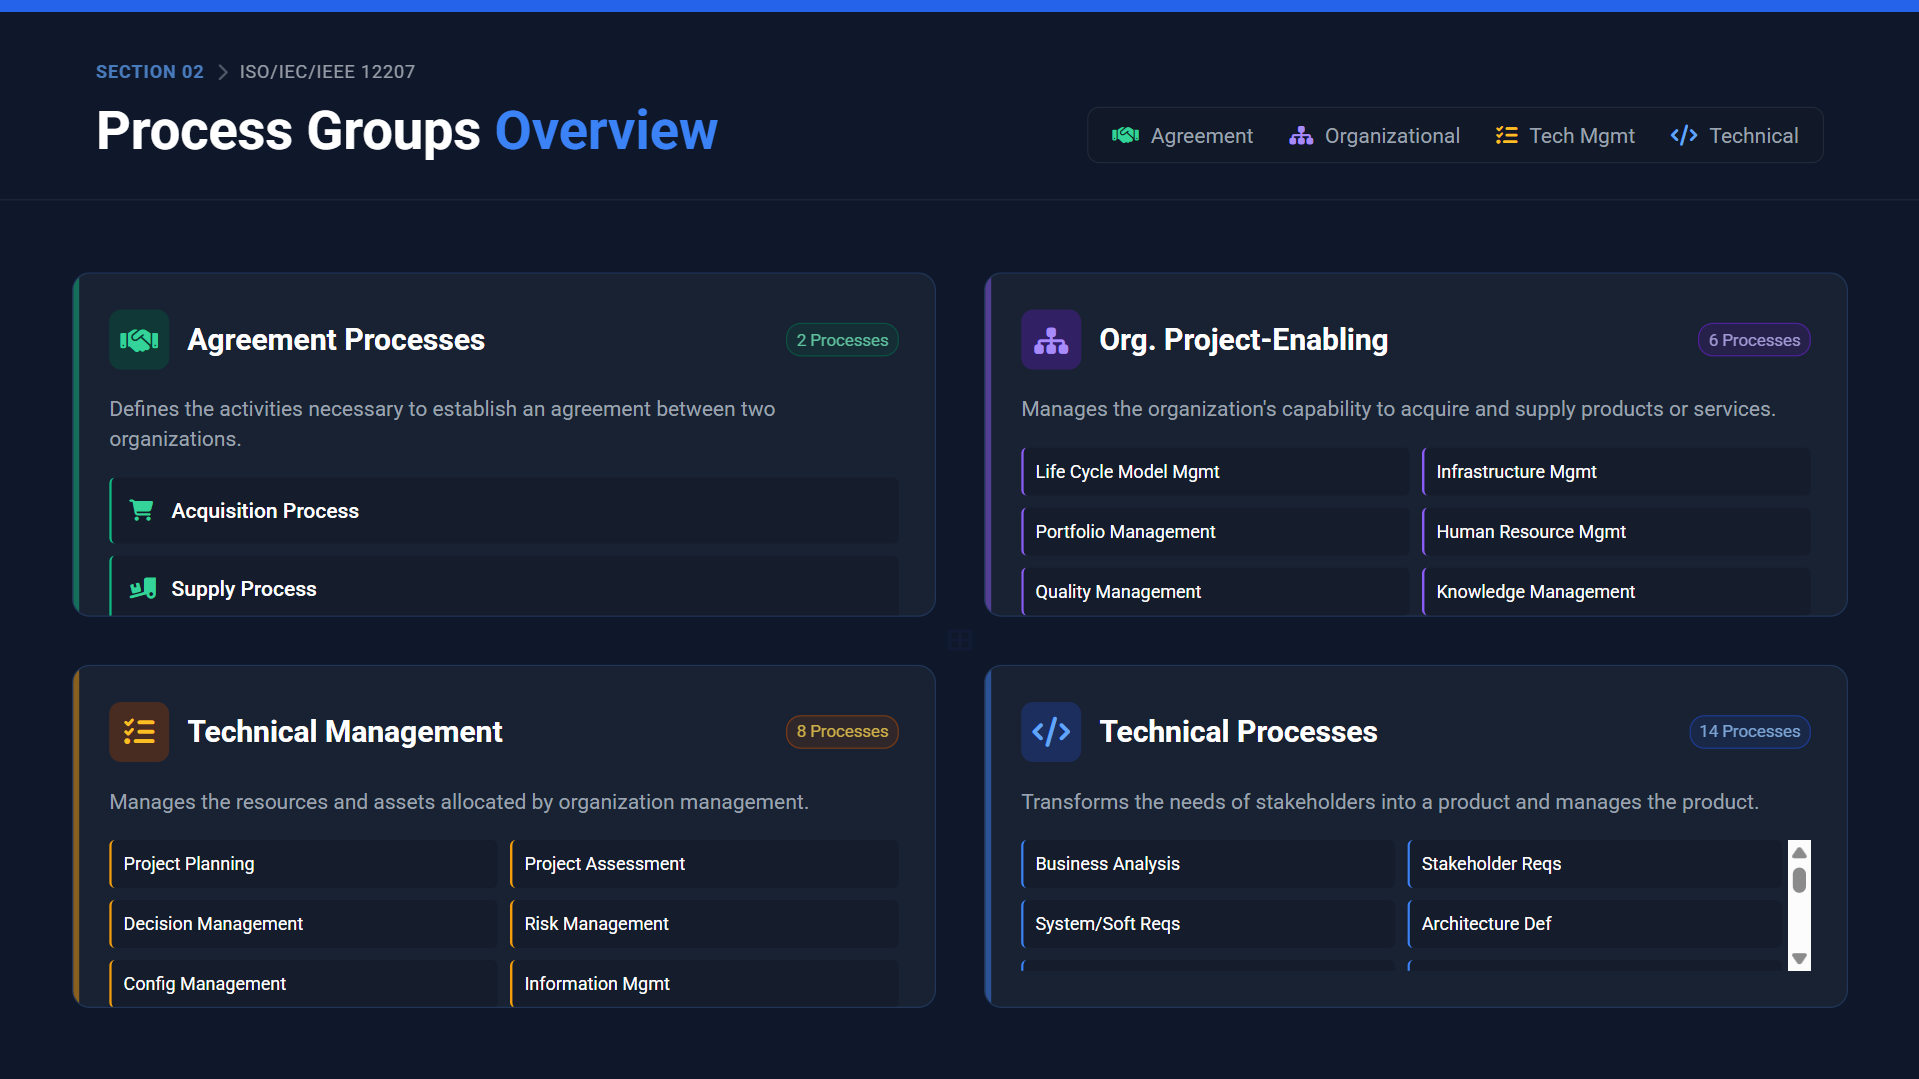 SECTION 02 > ISO/IEC/IEEE 12207
Process Groups Overview
Agreement
Organizational
Tech Mgmt
Technical
Agreement Processes
2 Processes
Defines the activities necessary to establish an agreement between two
organizations.
Acquisition Process
Supply Process
Org. Project-Enabling
6 Processes
Manages the organization's capability to acquire and supply products or services.
Life Cycle Model Mgmt
Infrastructure Mgmt
Portfolio Management
Human Resource Mgmt
Quality Management
Knowledge Management
Technical Management
8 Processes
Manages the resources and assets allocated by organization management.
Project Planning
Project Assessment
Decision Management
Risk Management
Config Management
Information Mgmt
Technical Processes
14 Processes
Transforms the needs of stakeholders into a product and manages the product.
Business Analysis
Stakeholder Reqs
System/Soft Reqs
Architecture Def